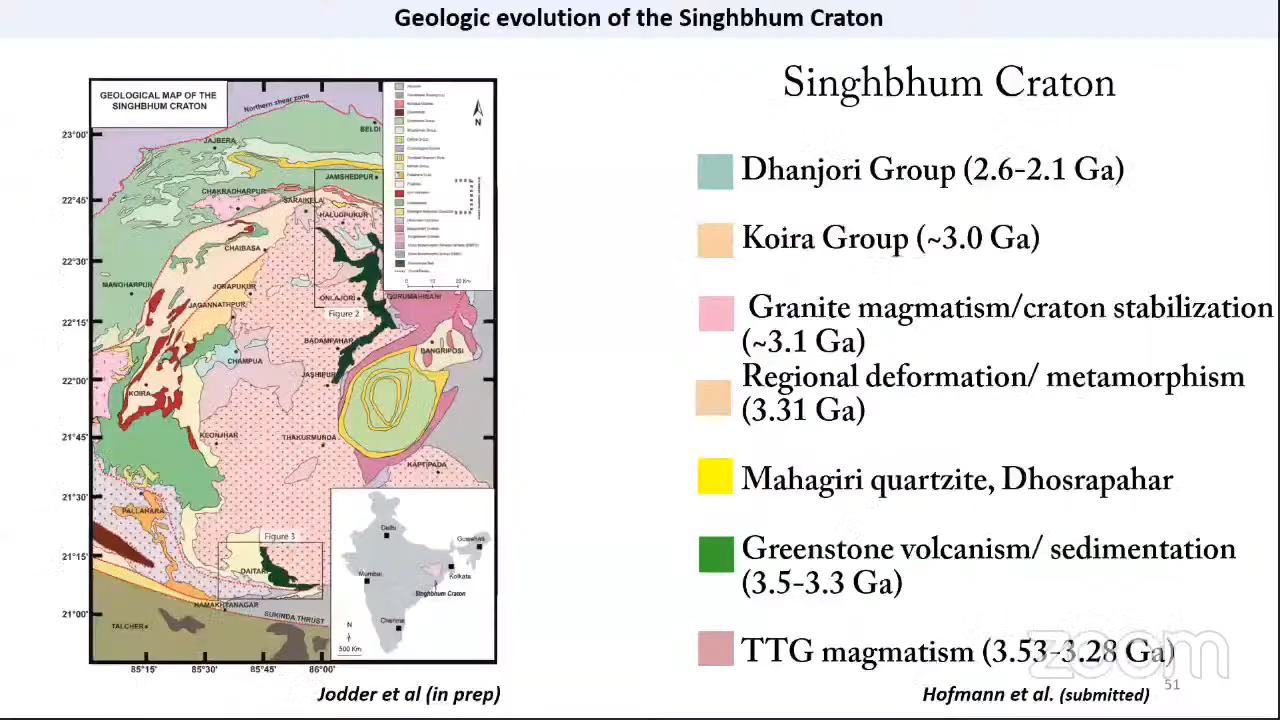 Geologic evolution of the Singhbhum Craton
GEOLOGICAL MAP OF THE
SINGHBHUM CRATON
Northern shear zone
N
BELDI
23°00'
JAJBERA
JAMSHEDPUR
CHAKRADHARPUR
22°45'
SARAIKELA
HALUDPUKUR
CHAIBASA
22°30'
MANOHARPUR
JORAPUKUR
ONLAJORI
GORUMAHISANI
JAGANNATHPUR
Figure 2
22°15'
BADAMPAHAR
BANGRIPOSI
CHAMPUA
JASHIPUR
22°00'
KOIRA
21°45'
KEONJHAR
THAKURMUNDA
KAPTIPADA
21°30'
PALLAHARA
Figure 3
21°15'
DAITARI
KAMAKHYANAGAR
SUKINDA THRUST
21°00'
TALCHER
85°15'
85°30'
85°45'
86°00'
0 10 20 Km
Delhi
Guwahati
Mumbai
Kolkata
Singhbhum Craton
Chennai
N
500 Km
Jodder et al (in prep)
Singhbhum Craton
Dhanjori Group (2.6-2.1 Ga)
Koira Group (~3.0 Ga)
Granite magmatism/craton stabilization
(~3.1 Ga)
Regional deformation/ metamorphism
(3.31 Ga)
Mahagiri quartzite, Dhosrapahar
Greenstone volcanism/ sedimentation
(3.5-3.3 Ga)
TTG magmatism (3.53-3.28 Ga)
zoom
51
Hofmann et al. (submitted)